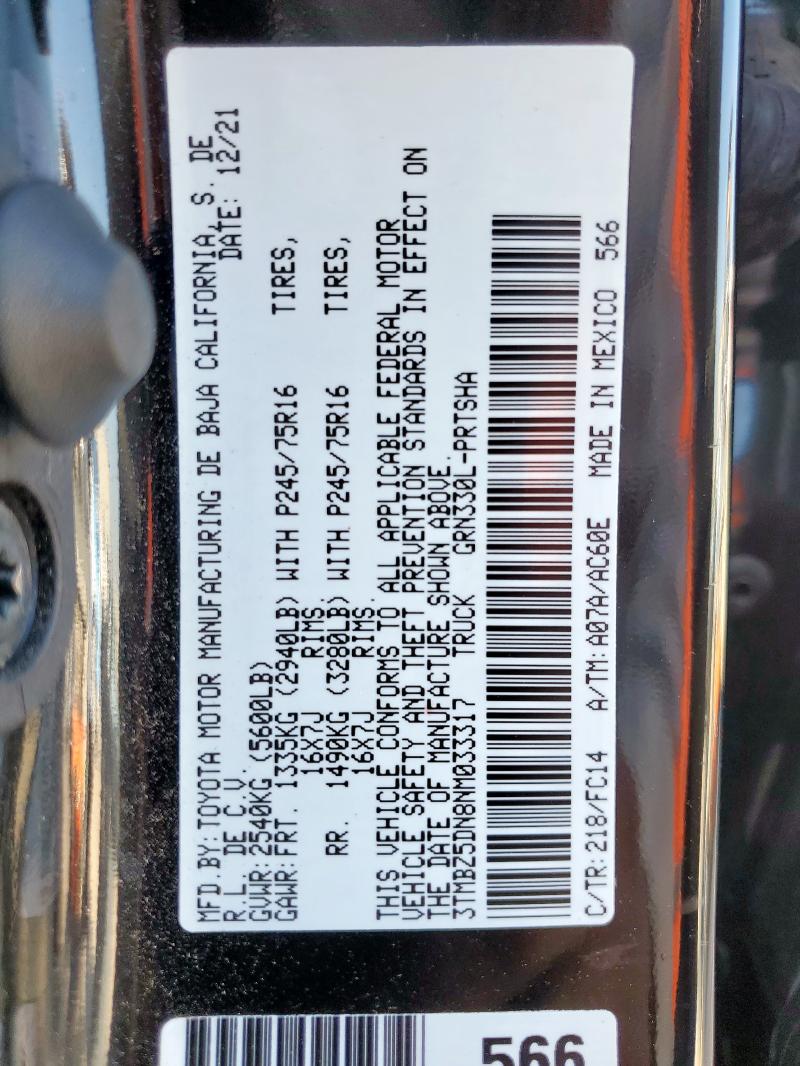 MFD. BY: TOYOTA MOTOR MANUFACTURING DE BAJA CALIFORNIA, S. DE
R.L. DE C.V. DATE: 12/21
GVWR: 2540KG (5600LB)
GAWR: FRT. 1335KG (2940LB) WITH P245/75R16 TIRES,
16X7J RIMS.
RR. 1490KG (3280LB) WITH P245/75R16 TIRES,
16X7J RIMS.
THIS VEHICLE CONFORMS TO ALL APPLICABLE FEDERAL MOTOR
VEHICLE SAFETY AND THEFT PREVENTION STANDARDS IN EFFECT ON
THE DATE OF MANUFACTURE SHOWN ABOVE.
3TMBZ5DN8NM033317 TRUCK GRN330L-PRTSHA
C/TR: 218/FC14 A/TM: A07A/AC60E MADE IN MEXICO 566
566